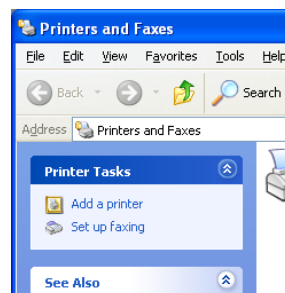 Printers and Faxes
File Edit View Favorites Tools Help
Back Search
Address Printers and Faxes
Printer Tasks
Add a printer
Set up faxing
See Also